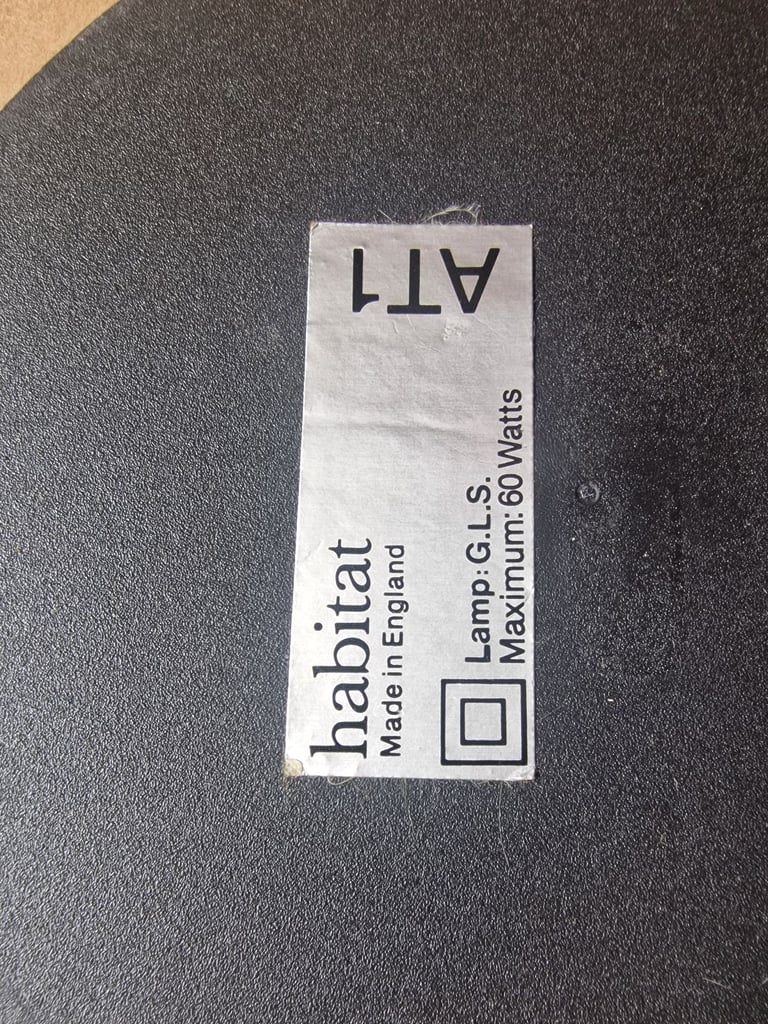 habitat
Made in England
Lamp: G.L.S.
Maximum: 60 Watts
AT1